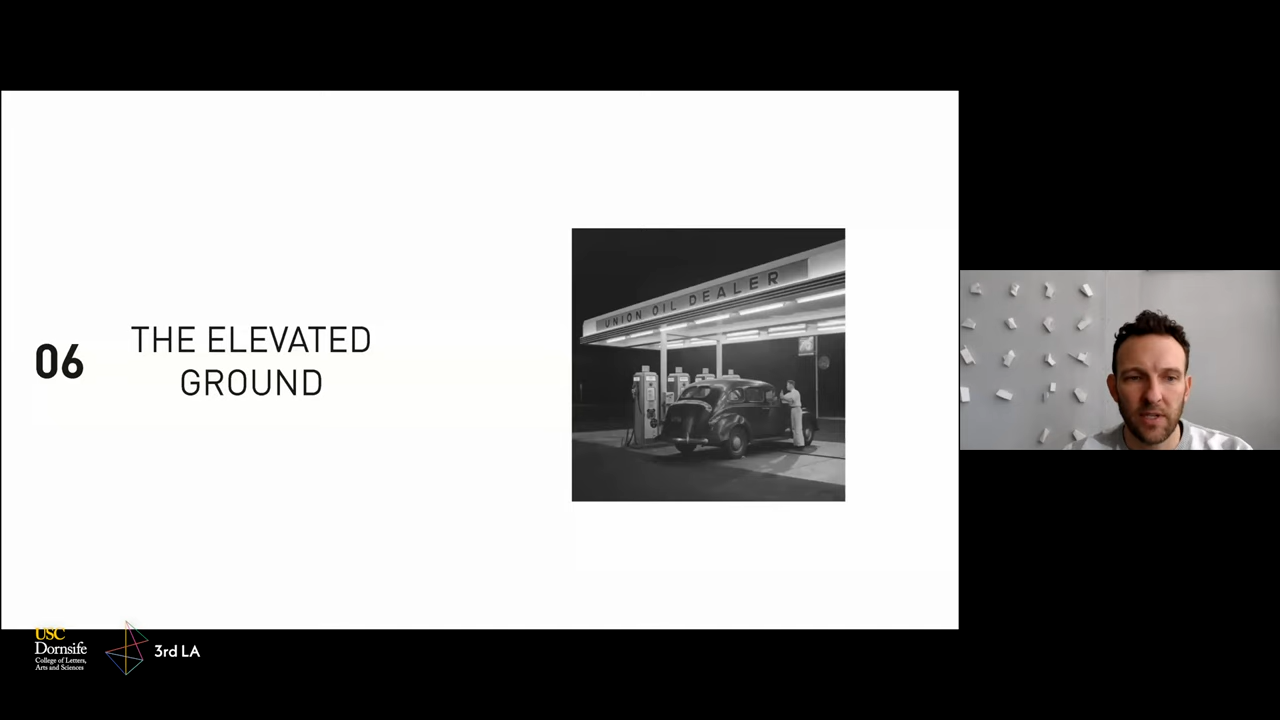 06
THE ELEVATED
GROUND
UNION OIL DEALER
USC
Dornsife
College of Letters,
Arts and Sciences
3rd LA